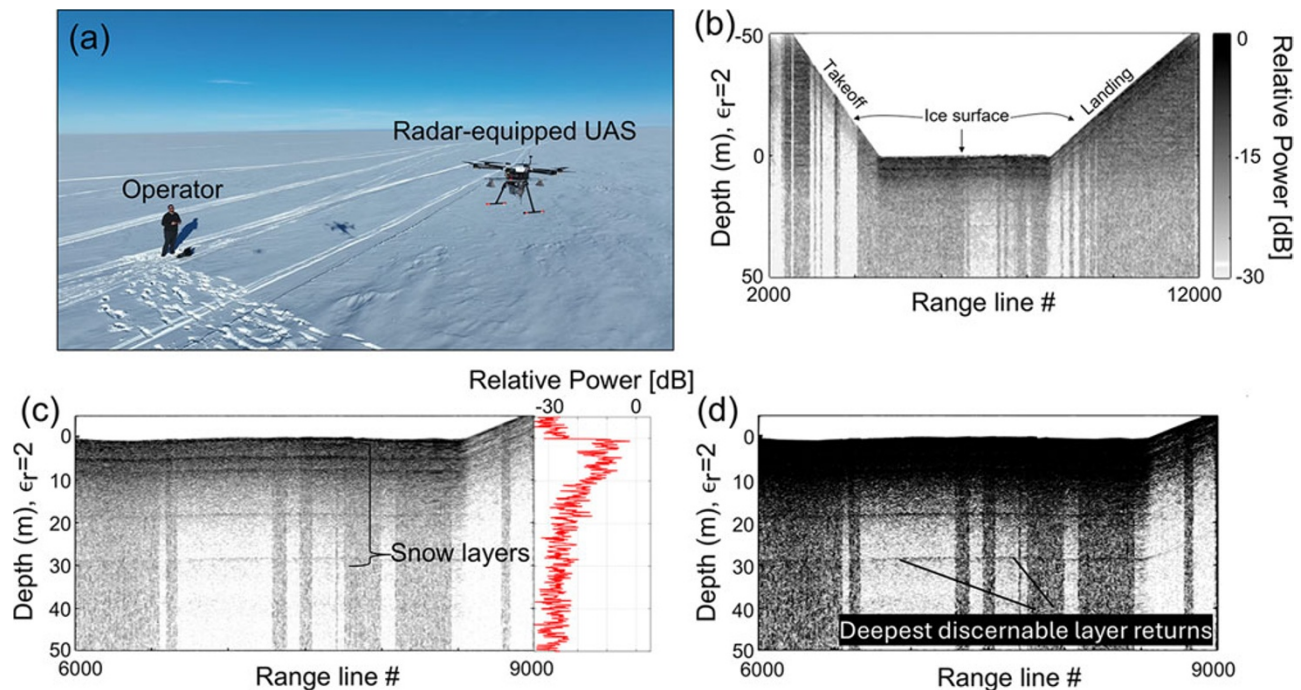 (a)
Radar-equipped UAS
Operator
(b)
Depth (m), ϵr=2
-50
0
50
Takeoff
Landing
Ice surface
2000
12000
Range line #
0
-15
-30
Relative Power [dB]
(c)
Relative Power [dB]
-30
0
Depth (m), ϵr=2
0
10
20
30
40
50
Snow layers
6000
9000
Range line #
(d)
Depth (m), ϵr=2
0
10
20
30
40
50
Deepest discernable layer returns
6000
9000
Range line #